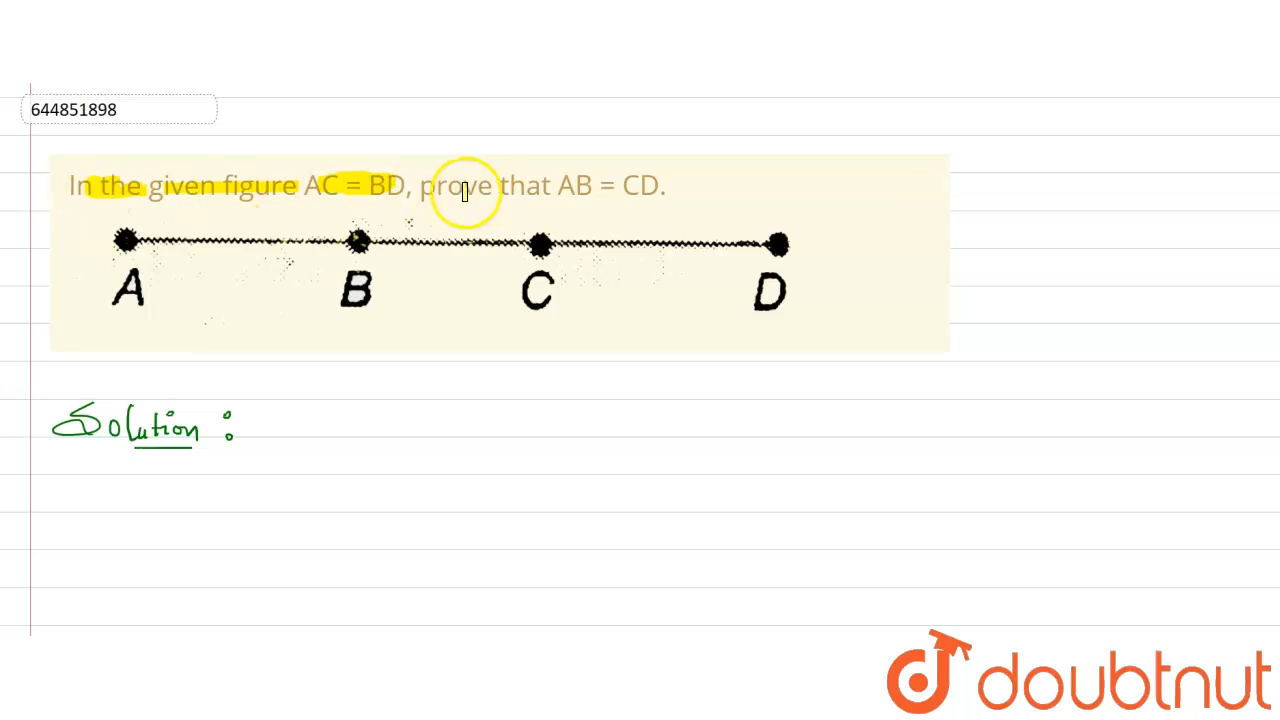 644851898
In the given figure AC = BD, prove that AB = CD.
A B C D
Solution :
doubtnut